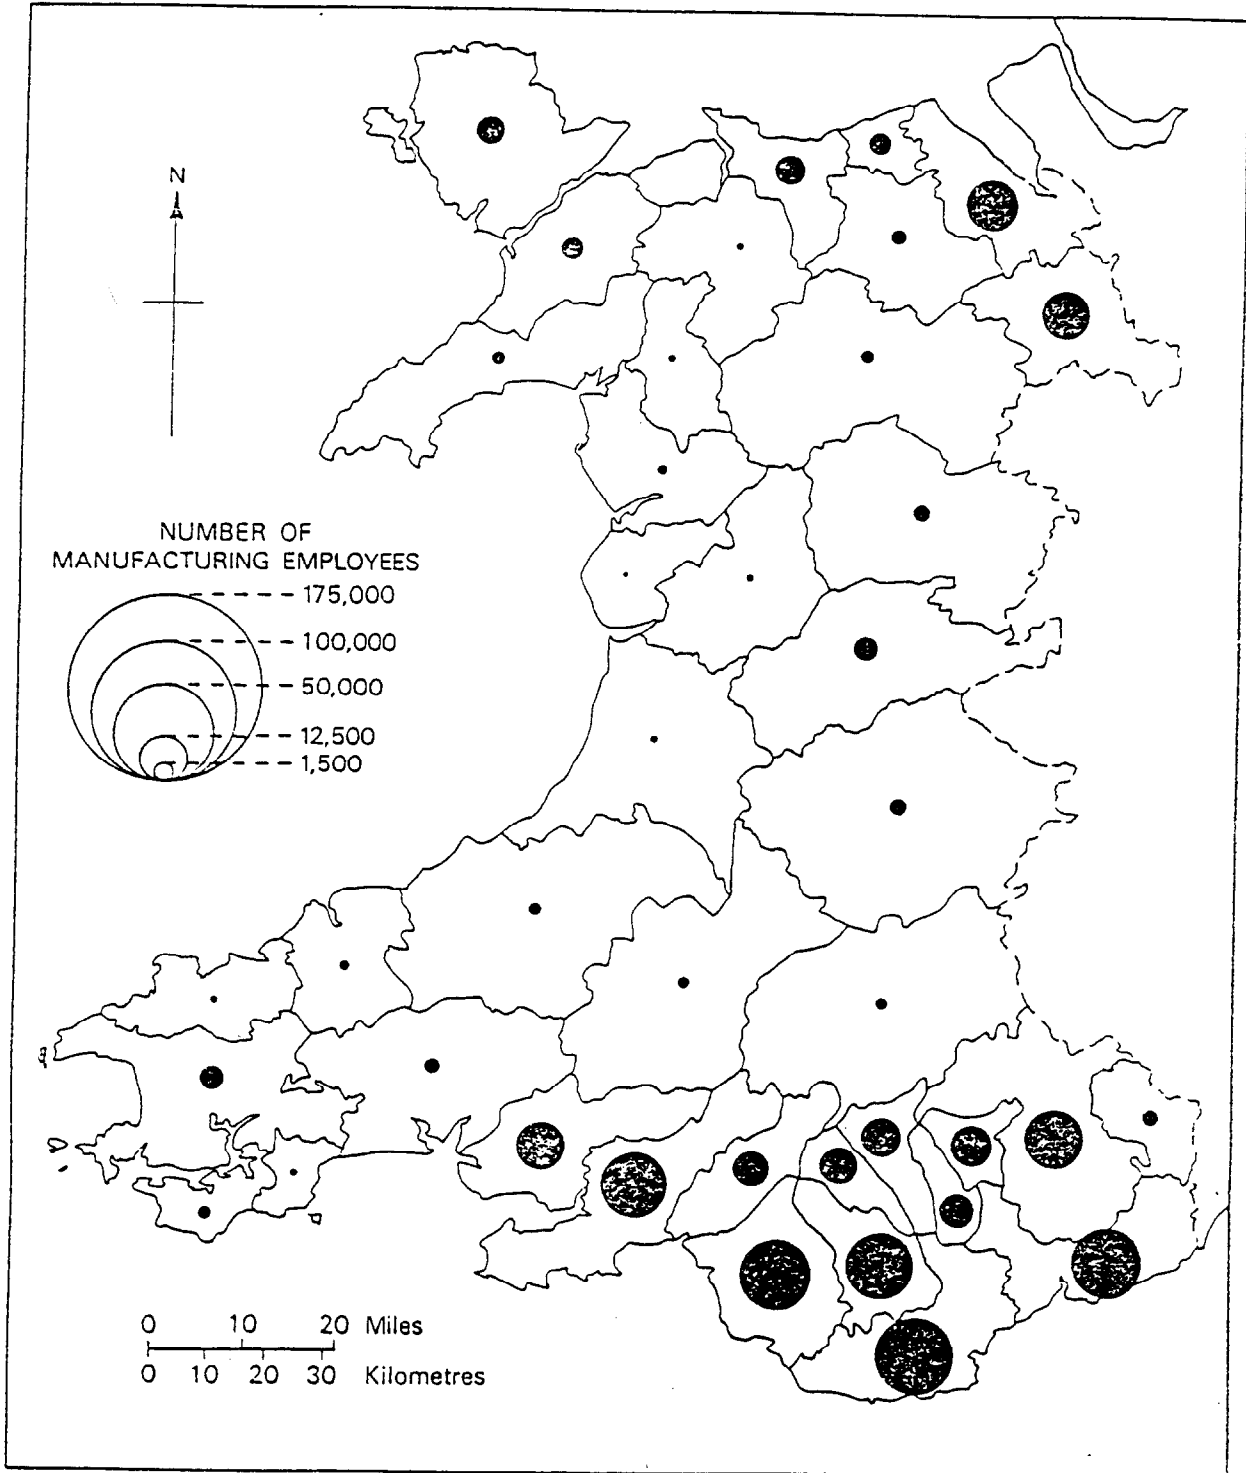 N
NUMBER OF
MANUFACTURING EMPLOYEES
175,000
100,000
50,000
12,500
1,500
0 10 20 Miles
0 10 20 30 Kilometres